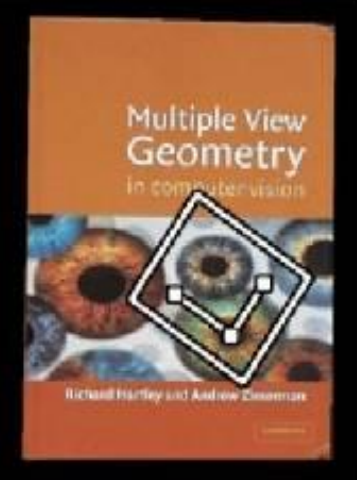 Multiple View
Geometry
in computer vision
Richard Hartley and Andrew Zisserman